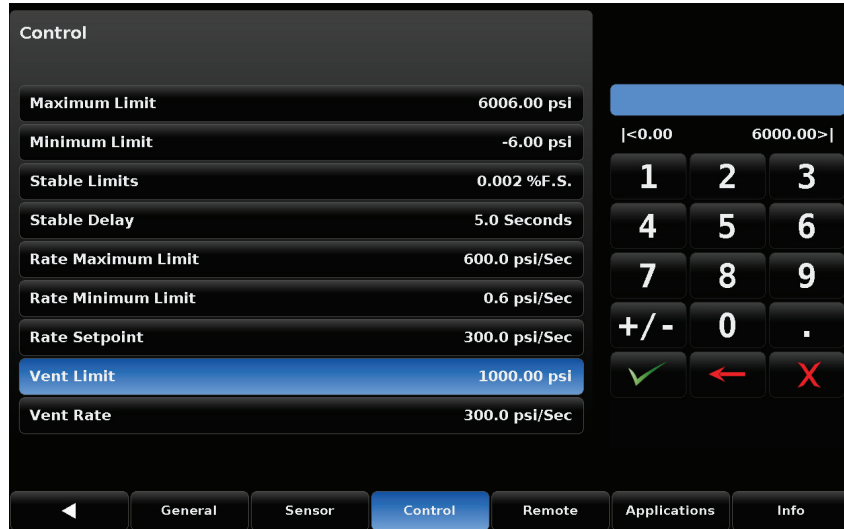 Control
Maximum Limit 6006.00 psi
Minimum Limit -6.00 psi
Stable Limits 0.002 %F.S.
Stable Delay 5.0 Seconds
Rate Maximum Limit 600.0 psi/Sec
Rate Minimum Limit 0.6 psi/Sec
Rate Setpoint 300.0 psi/Sec
Vent Limit 1000.00 psi
Vent Rate 300.0 psi/Sec
|<0.00 6000.00>|
1 2 3
4 5 6
7 8 9
+/- 0 .
X
General Sensor Control Remote Applications Info